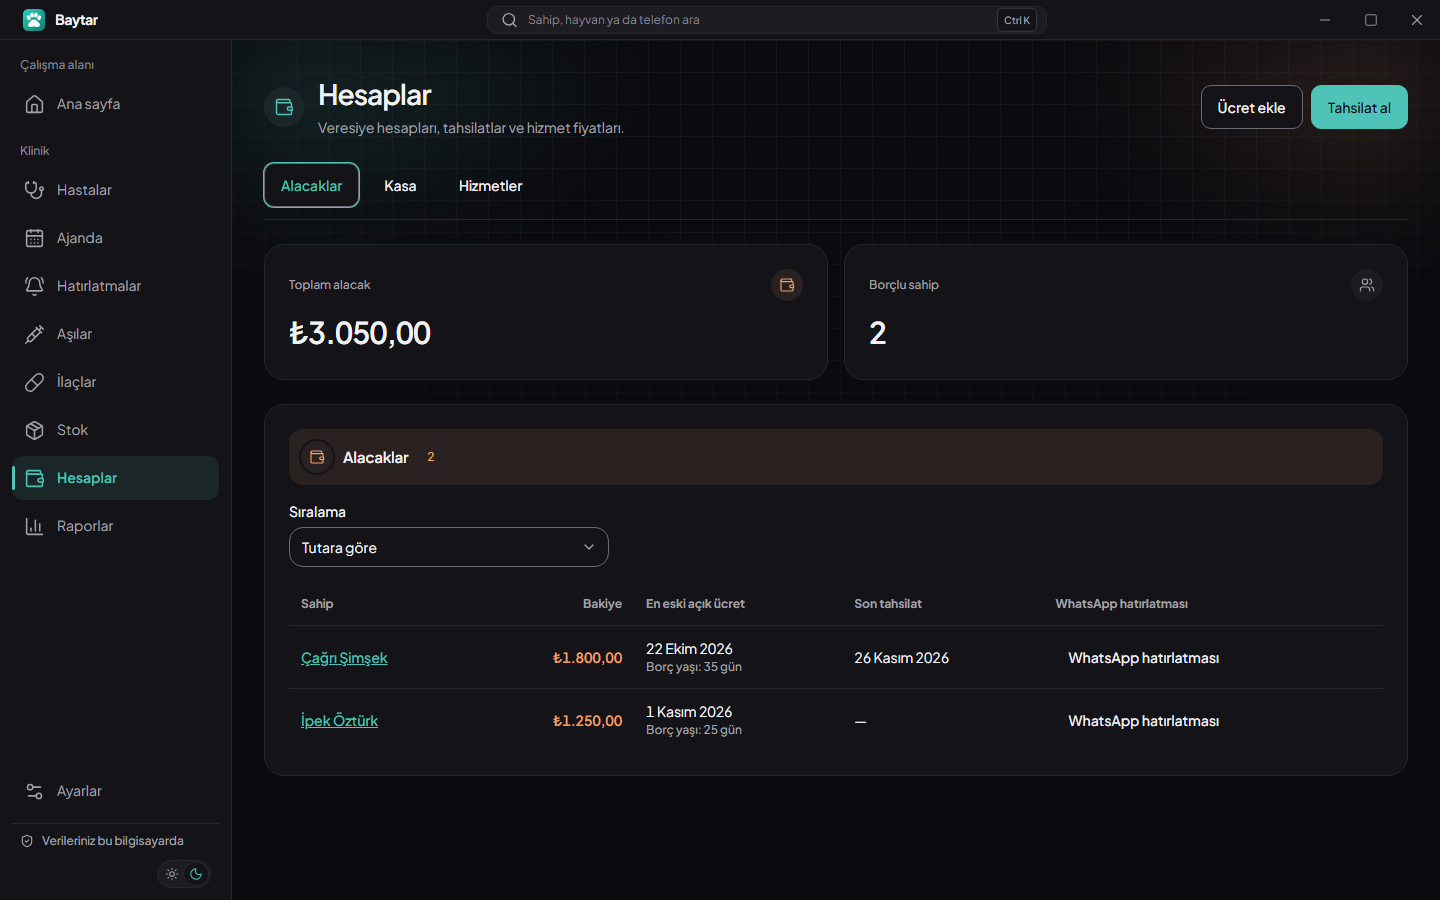 Baytar
Sahip, hayvan ya da telefon ara
Ctrl K
Çalışma alanı
Ana sayfa
Klinik
Hastalar
Ajanda
Hatırlatmalar
Aşılar
İlaçlar
Stok
Hesaplar
Raporlar
Ayarlar
Verileriniz bu bilgisayarda
Hesaplar
Veresiye hesapları, tahsilatlar ve hizmet fiyatları.
Ücret ekle
Tahsilat al
Alacaklar
Kasa
Hizmetler
Toplam alacak
₺3.050,00
Borçlu sahip
2
Alacaklar 2
Sıralama
Tutara göre
Sahip Bakiye En eski açık ücret Son tahsilat WhatsApp hatırlatması
Çağrı Şimşek ₺1.800,00 22 Ekim 2026 26 Kasım 2026 WhatsApp hatırlatması
Borç yaşı: 35 gün
İpek Öztürk ₺1.250,00 1 Kasım 2026 — WhatsApp hatırlatması
Borç yaşı: 25 gün